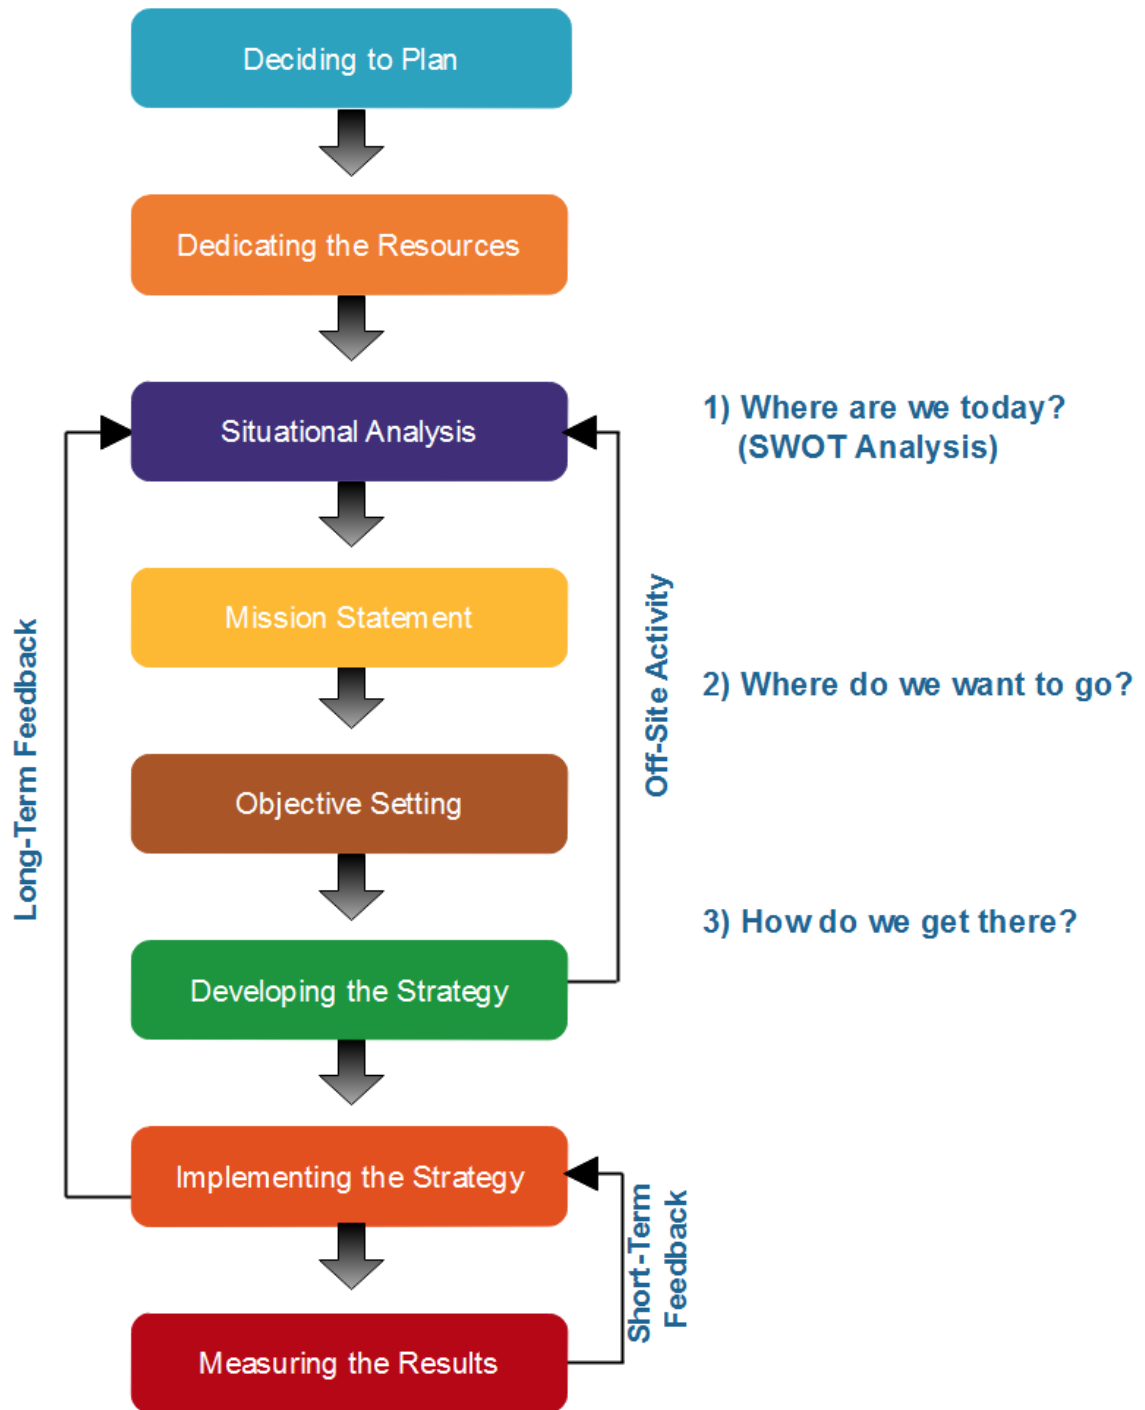 Deciding to Plan
Dedicating the Resources
Situational Analysis
1) Where are we today?
(SWOT Analysis)
Mission Statement
Long-Term Feedback
Off-Site Activity
2) Where do we want to go?
Objective Setting
3) How do we get there?
Developing the Strategy
Implementing the Strategy
Short-Term
Feedback
Measuring the Results